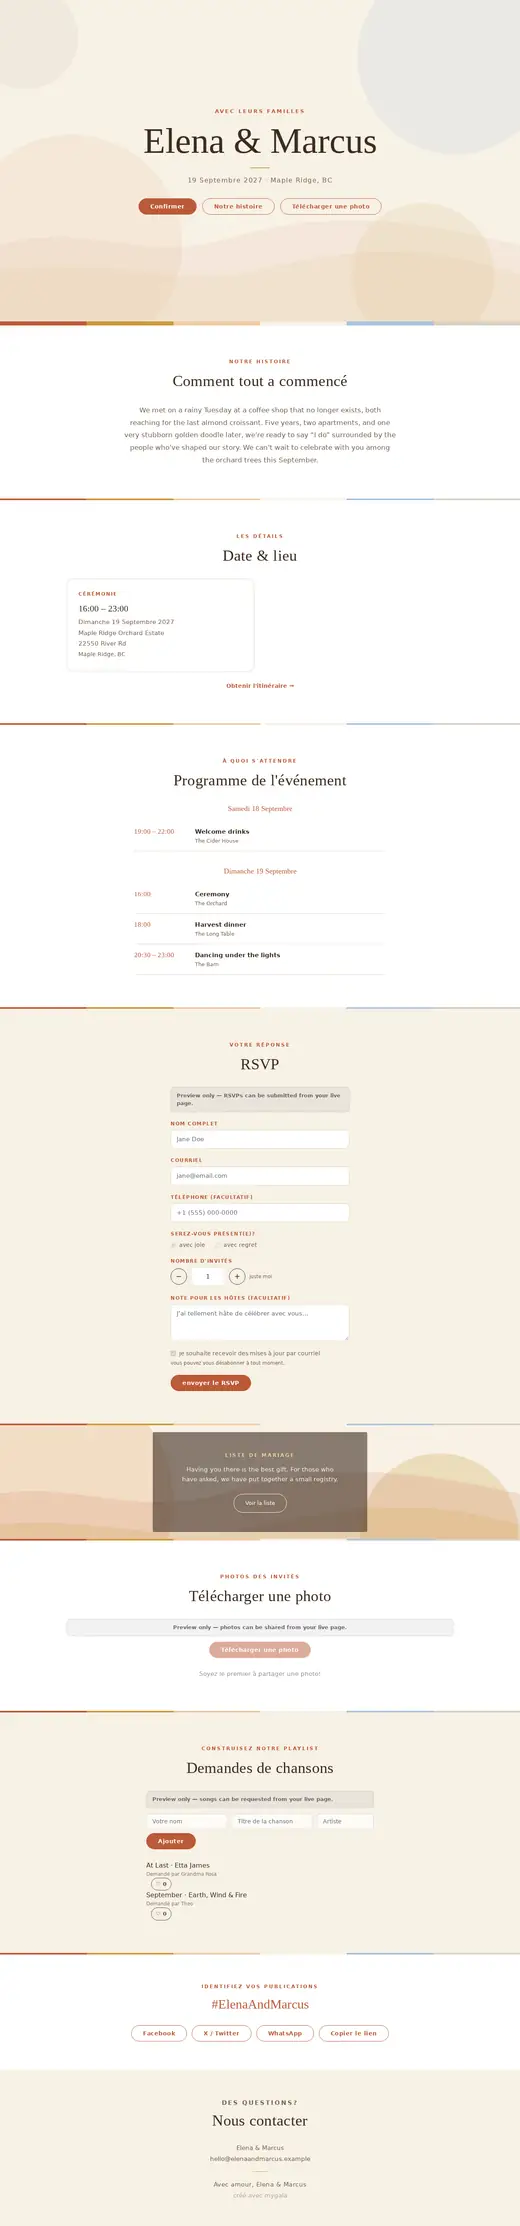 AVEC LEURS FAMILLES
Elena & Marcus
19 Septembre 2027 · Maple Ridge, BC
Confirmer
Notre histoire
Télécharger une photo
NOTRE HISTOIRE
Comment tout a commencé
We met on a rainy Tuesday at a coffee shop that no longer exists, both
reaching for the last almond croissant. Five years, two apartments, and one
very stubborn golden doodle later, we're ready to say "I do" surrounded by the
people who've shaped our story. We can't wait to celebrate with you among
the orchard trees this September.
LES DÉTAILS
Date & lieu
CÉRÉMONIE
16:00 – 23:00
Dimanche 19 Septembre 2027
Maple Ridge Orchard Estate
22550 River Rd
Maple Ridge, BC
Obtenir l'itinéraire →
À QUOI S'ATTENDRE
Programme de l'événement
Samedi 18 Septembre
19:00 – 22:00
Welcome drinks
The Cider House
Dimanche 19 Septembre
16:00
Ceremony
The Orchard
18:00
Harvest dinner
The Long Table
20:30 – 23:00
Dancing under the lights
The Barn
VOTRE RÉPONSE
RSVP
Preview only — RSVPs can be submitted from your live
page.
NOM COMPLET
Jane Doe
COURRIEL
jane@email.com
TÉLÉPHONE (FACULTATIF)
+1 (555) 000-0000
SEREZ-VOUS PRÉSENT(E)?
avec joie
avec regret
NOMBRE D'INVITÉS
−
1
+
juste moi
NOTE POUR LES HÔTES (FACULTATIF)
J'ai tellement hâte de célébrer avec vous...
je souhaite recevoir des mises à jour par courriel
vous pouvez vous désabonner à tout moment.
envoyer le RSVP
LISTE DE MARIAGE
Having you there is the best gift. For those who
have asked, we have put together a small registry.
Voir la liste
PHOTOS DES INVITÉS
Télécharger une photo
Preview only — photos can be shared from your live page.
Télécharger une photo
Soyez le premier à partager une photo!
CONSTRUISEZ NOTRE PLAYLIST
Demandes de chansons
Preview only — songs can be requested from your live page.
Votre nom
Titre de la chanson
Artiste
Ajouter
At Last · Etta James
Demandé par Grandma Rosa
♡ 0
September · Earth, Wind & Fire
Demandé par Theo
♡ 0
IDENTIFIEZ VOS PUBLICATIONS
#ElenaAndMarcus
Facebook
X / Twitter
WhatsApp
Copier le lien
DES QUESTIONS?
Nous contacter
Elena & Marcus
hello@elenaandmarcus.example
Avec amour, Elena & Marcus
créé avec mygala